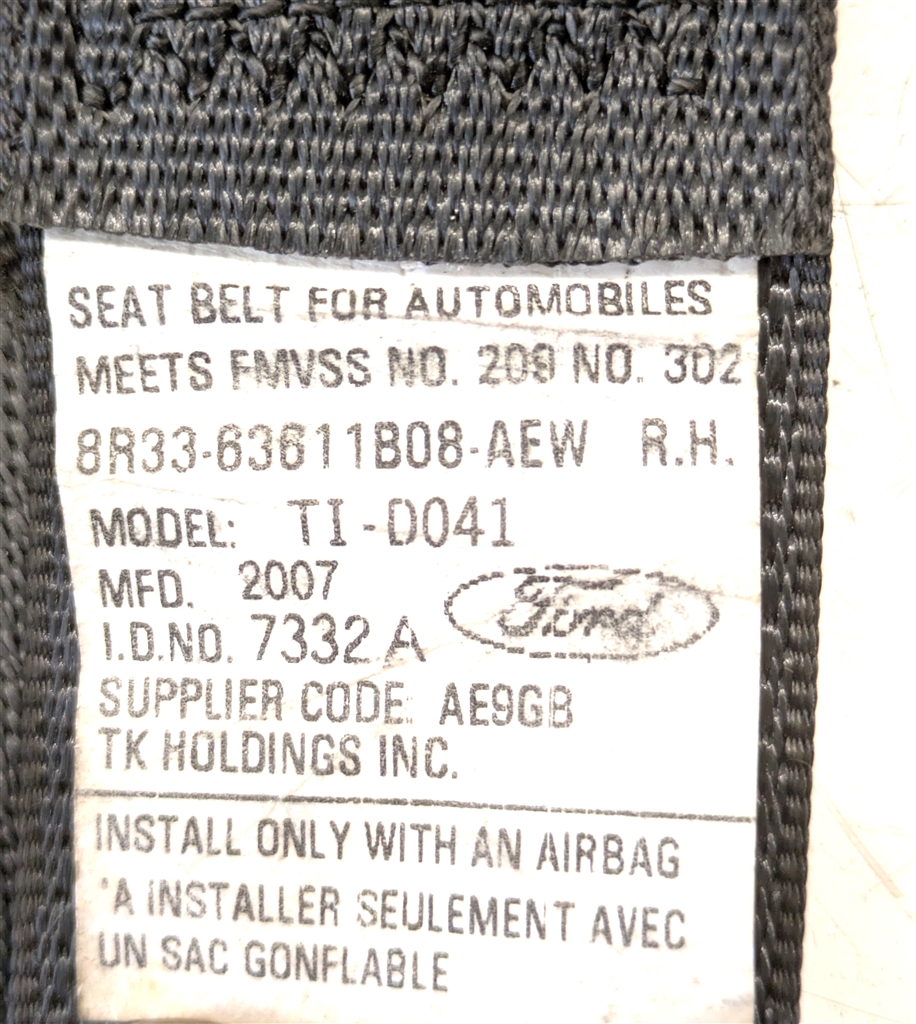 SEAT BELT FOR AUTOMOBILES
MEETS FMVSS NO. 209 NO. 302
8R33-63611B08-AEW R.H.
MODEL: TI-D041
MFD. 2007
Ford
I.D.NO. 7332 A
SUPPLIER CODE: AE9GB
TK HOLDINGS INC.
INSTALL ONLY WITH AN AIRBAG
'A INSTALLER SEULEMENT AVEC
UN SAC GONFLABLE